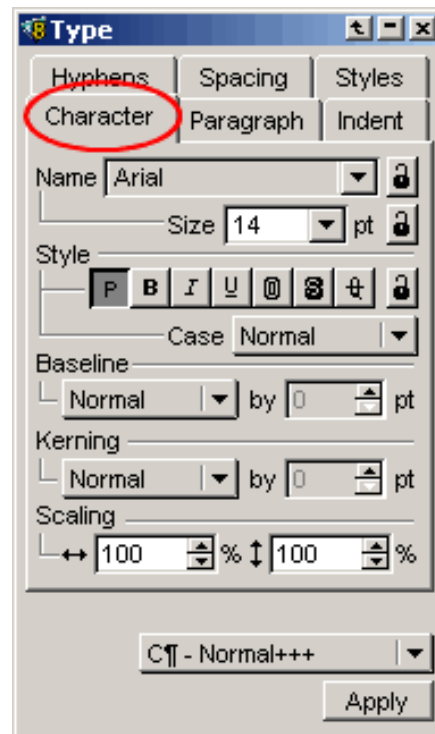 Type
Hyphens Spacing Styles
Character Paragraph Indent
Name Arial
Size 14 pt
Style
P B I U O S t
Case Normal
Baseline
Normal by 0 pt
Kerning
Normal by 0 pt
Scaling
↔ 100 % ↕ 100 %
C¶ - Normal+++
Apply